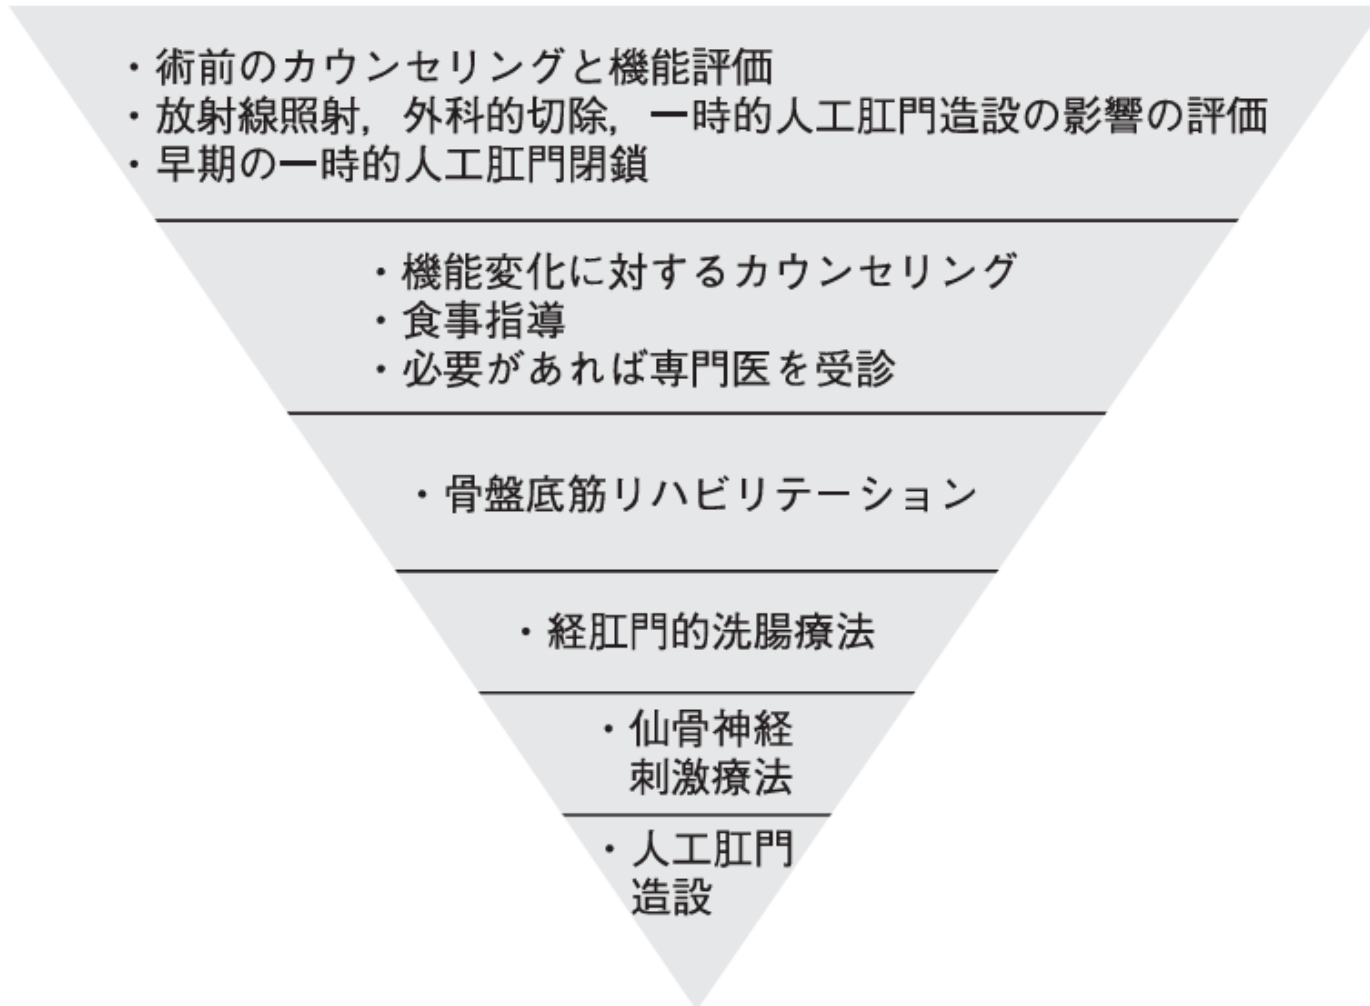 ・術前のカウンセリングと機能評価
・放射線照射，外科的切除，一時的人工肛門造設の影響の評価
・早期の一時的人工肛門閉鎖
・機能変化に対するカウンセリング
・食事指導
・必要があれば専門医を受診
・骨盤底筋リハビリテーション
・経肛門的洗腸療法
・仙骨神経
刺激療法
・人工肛門
造設